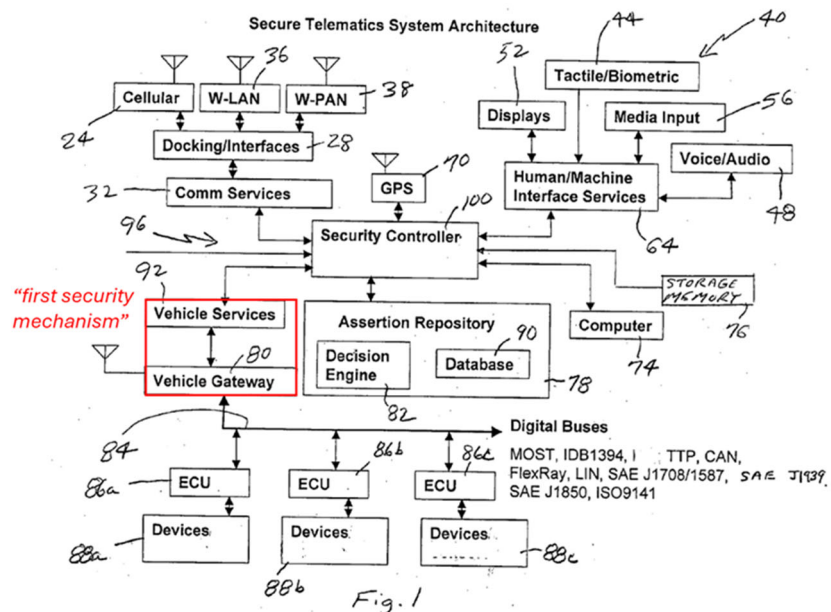 Secure Telematics System Architecture
40
44
36
52
Tactile/Biometric
Cellular
W-LAN
W-PAN
38
Displays
Media Input
56
24
Docking/Interfaces
28
70
Voice/Audio
32
Comm Services
GPS
100
Human/Machine
Interface Services
48
96
Security Controller
64
"first security
mechanism"
92
STORAGE
MEMORY
Vehicle Services
Assertion Repository
90
Computer
76
80
Decision
Engine
Database
74
Vehicle Gateway
82
78
84
Digital Buses
86a
ECU
86b
ECU
86c
ECU
MOST, IDB1394, I TTP, CAN,
FlexRay, LIN, SAE J1708/1587, SAE J1939
SAE J1850, ISO9141
Devices
Devices
Devices
88a
88b
88c
Fig. 1